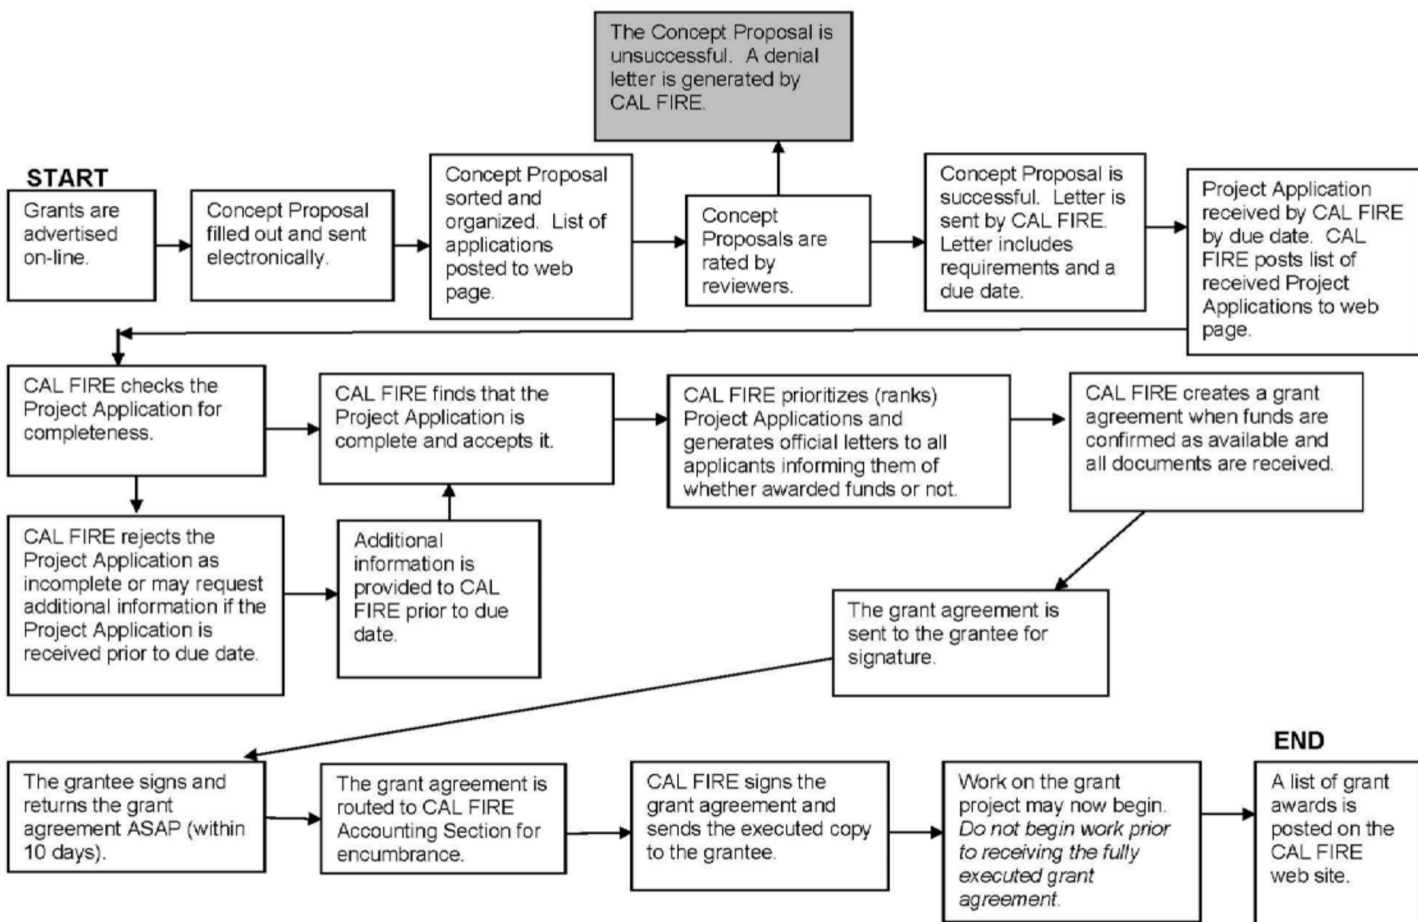 The Concept Proposal is
unsuccessful.  A denial
letter is generated by
CAL FIRE.
START
Grants are
advertised
on-line.
Concept Proposal
filled out and sent
electronically.
Concept Proposal
sorted and
organized.  List of
applications
posted to web
page.
Concept
Proposals are
rated by
reviewers.
Concept Proposal is
successful.  Letter is
sent by CAL FIRE.
Letter includes
requirements and a
due date.
Project Application
received by CAL FIRE
by due date.  CAL
FIRE posts list of
received Project
Applications to web
page.
CAL FIRE checks the
Project Application for
completeness.
CAL FIRE finds that the
Project Application is
complete and accepts it.
CAL FIRE prioritizes (ranks)
Project Applications and
generates official letters to all
applicants informing them of
whether awarded funds or not.
CAL FIRE creates a grant
agreement when funds are
confirmed as available and
all documents are received.
CAL FIRE rejects the
Project Application as
incomplete or may request
additional information if the
Project Application is
received prior to due date.
Additional
information is
provided to CAL
FIRE prior to due
date.
The grant agreement is
sent to the grantee for
signature.
The grantee signs and
returns the grant
agreement ASAP (within
10 days).
The grant agreement is
routed to CAL FIRE
Accounting Section for
encumbrance.
CAL FIRE signs the
grant agreement and
sends the executed copy
to the grantee.
Work on the grant
project may now begin.
Do not begin work prior
to receiving the fully
executed grant
agreement.
END
A list of grant
awards is
posted on the
CAL FIRE
web site.